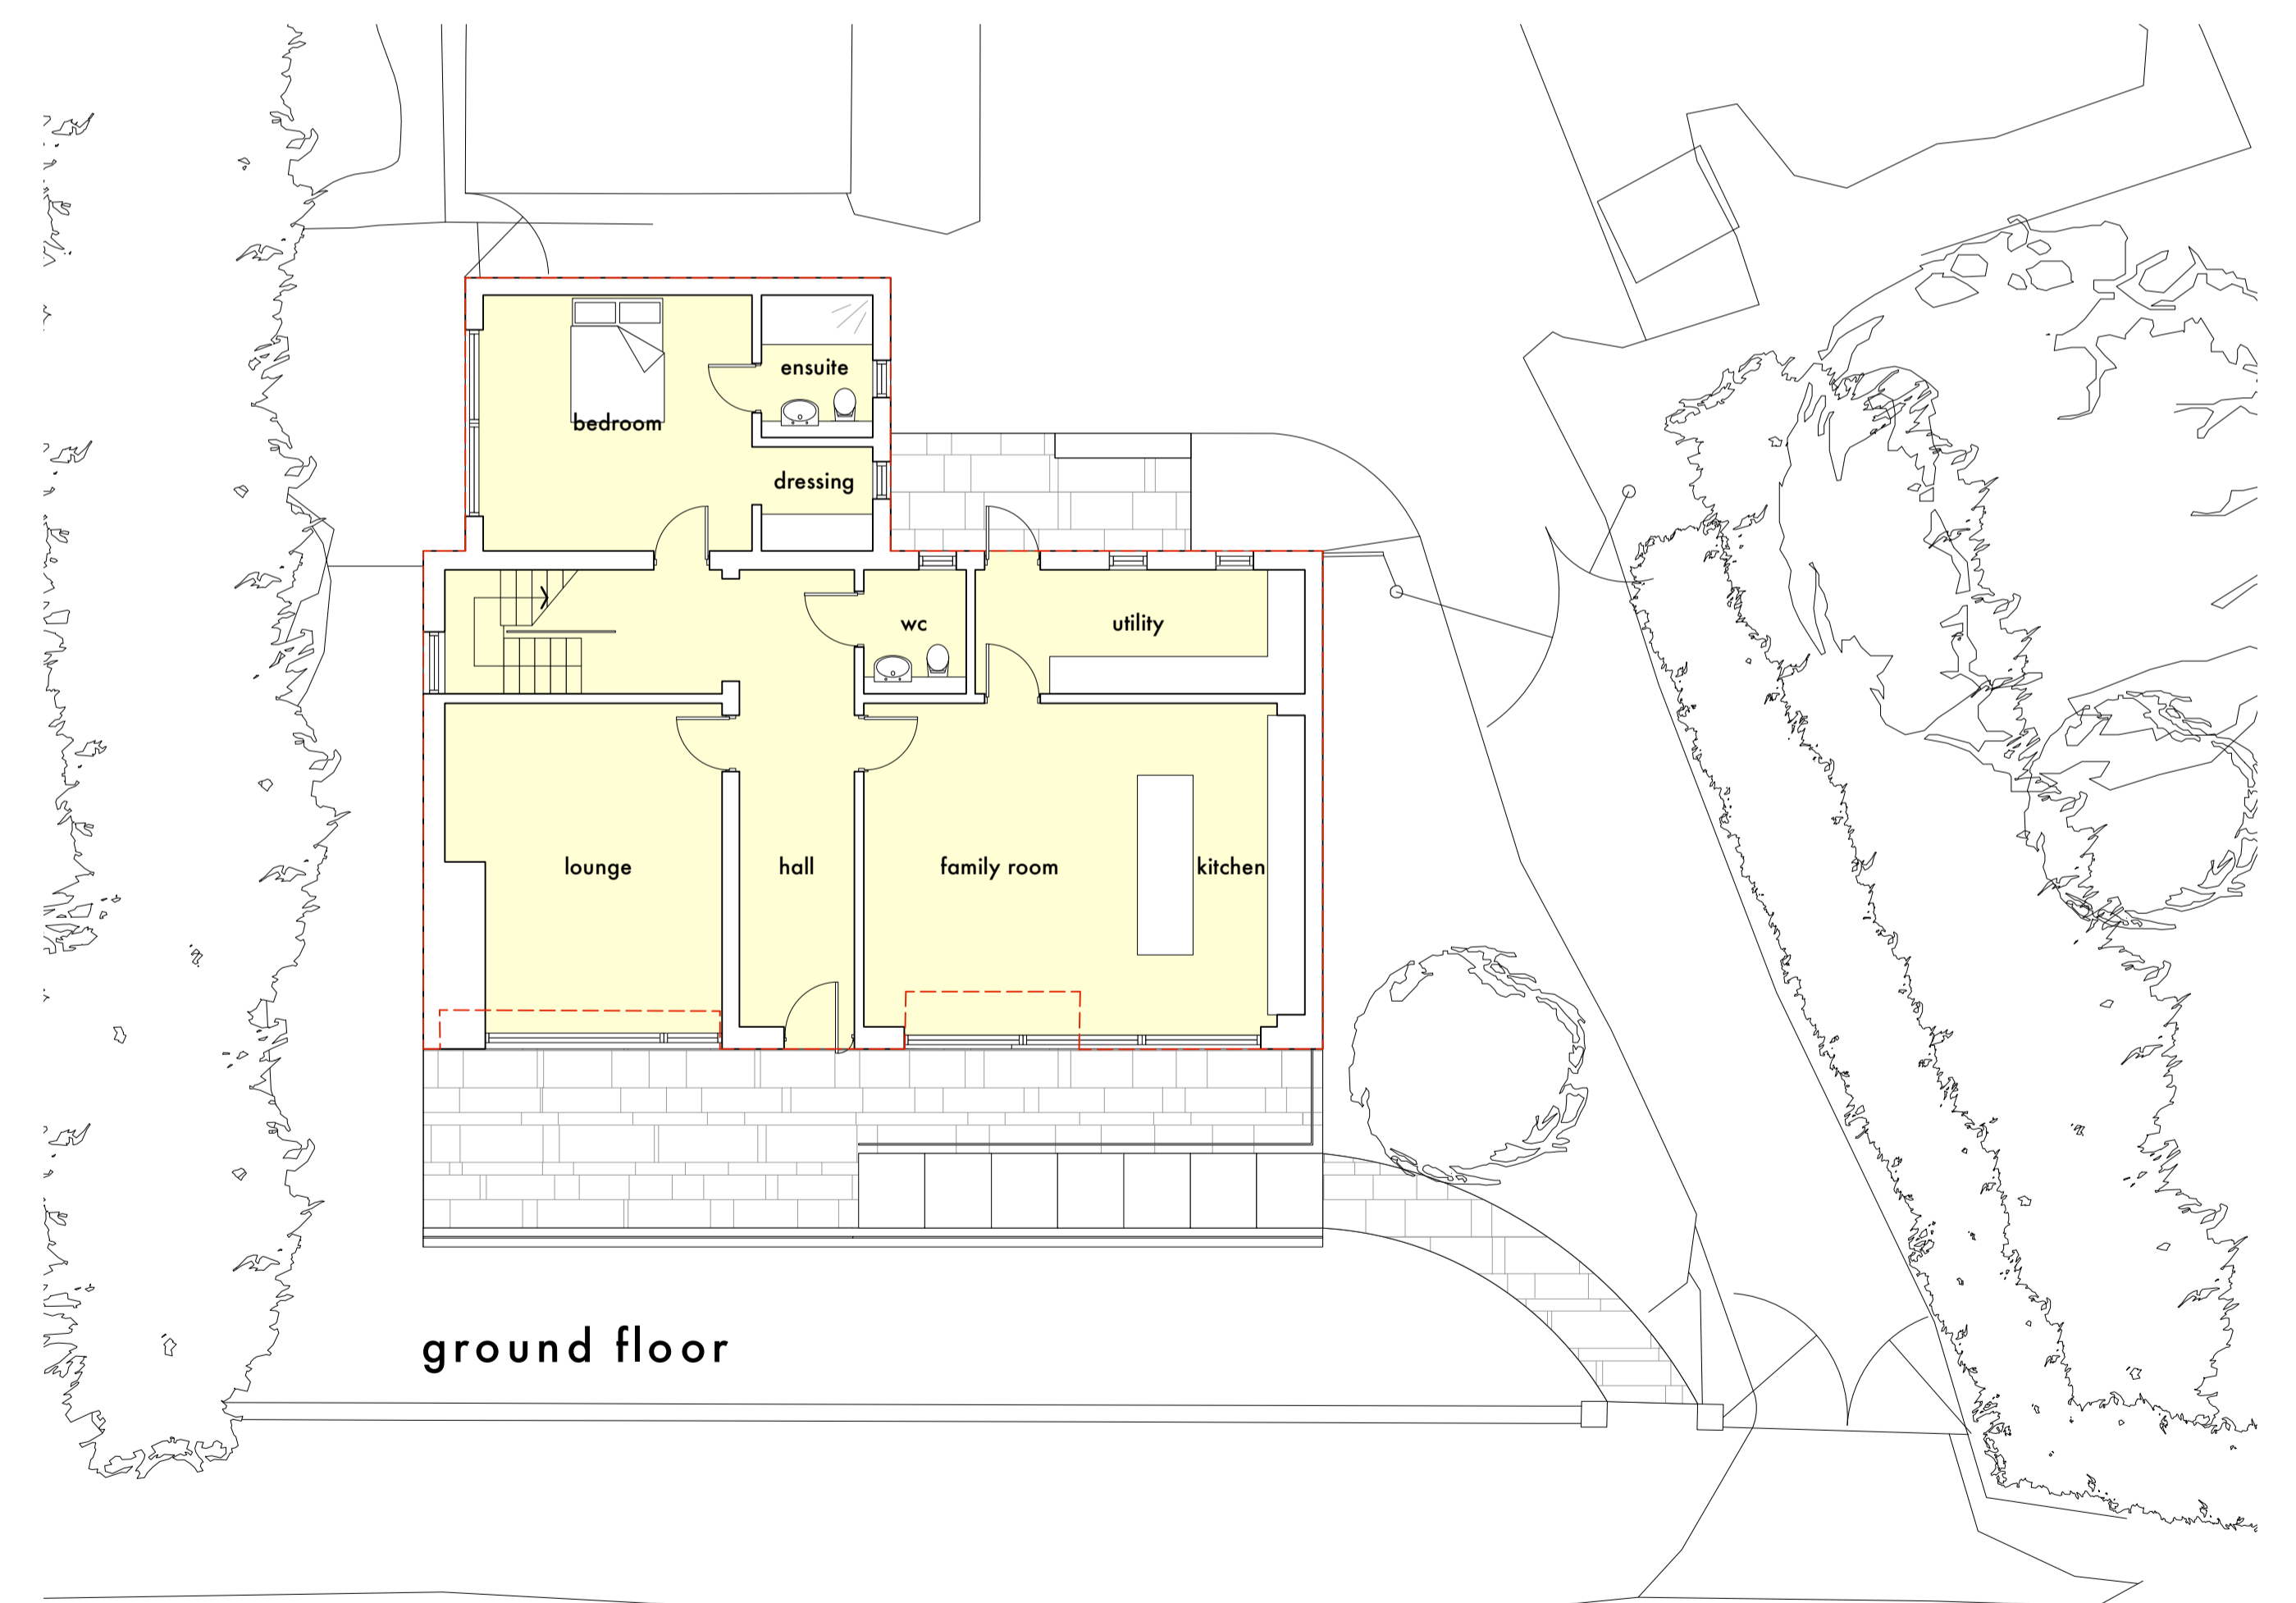 ensuite
bedroom
dressing
wc
utility
lounge
hall
family room
kitchen
ground floor